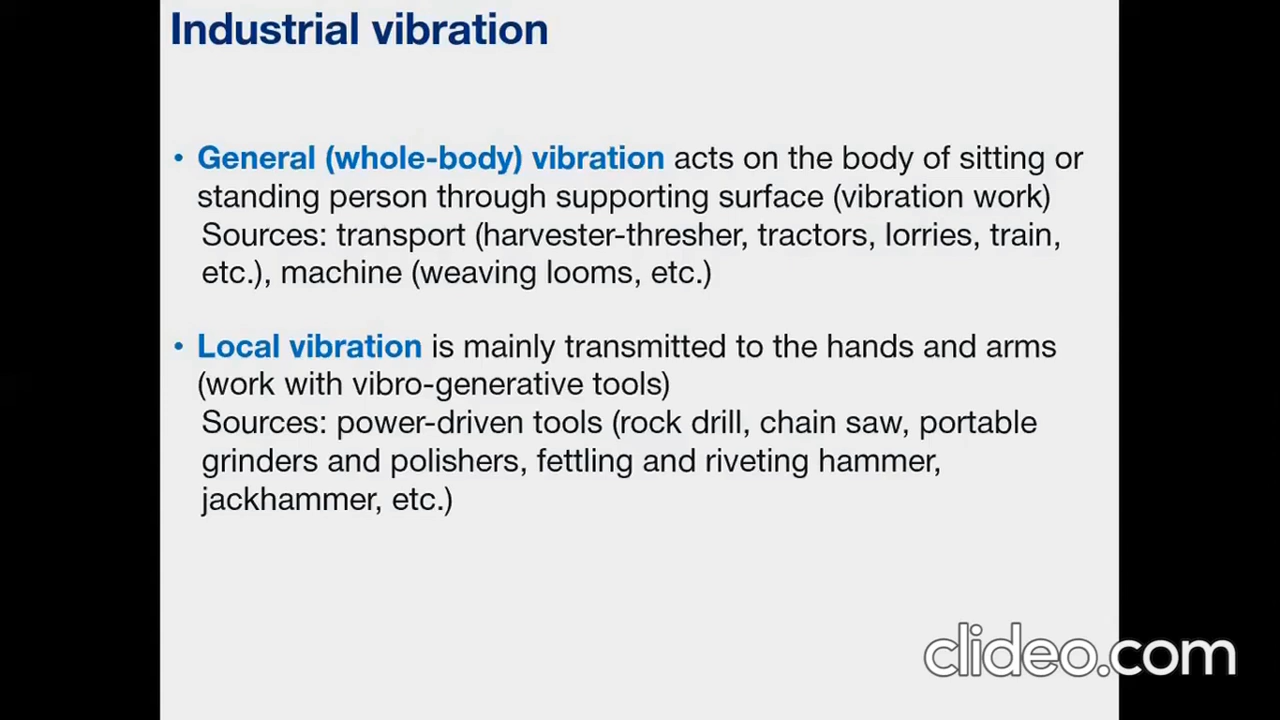 Industrial vibration
• General (whole-body) vibration acts on the body of sitting or
standing person through supporting surface (vibration work)
Sources: transport (harvester-thresher, tractors, lorries, train,
etc.), machine (weaving looms, etc.)
• Local vibration is mainly transmitted to the hands and arms
(work with vibro-generative tools)
Sources: power-driven tools (rock drill, chain saw, portable
grinders and polishers, fettling and riveting hammer,
jackhammer, etc.)
clideo.com